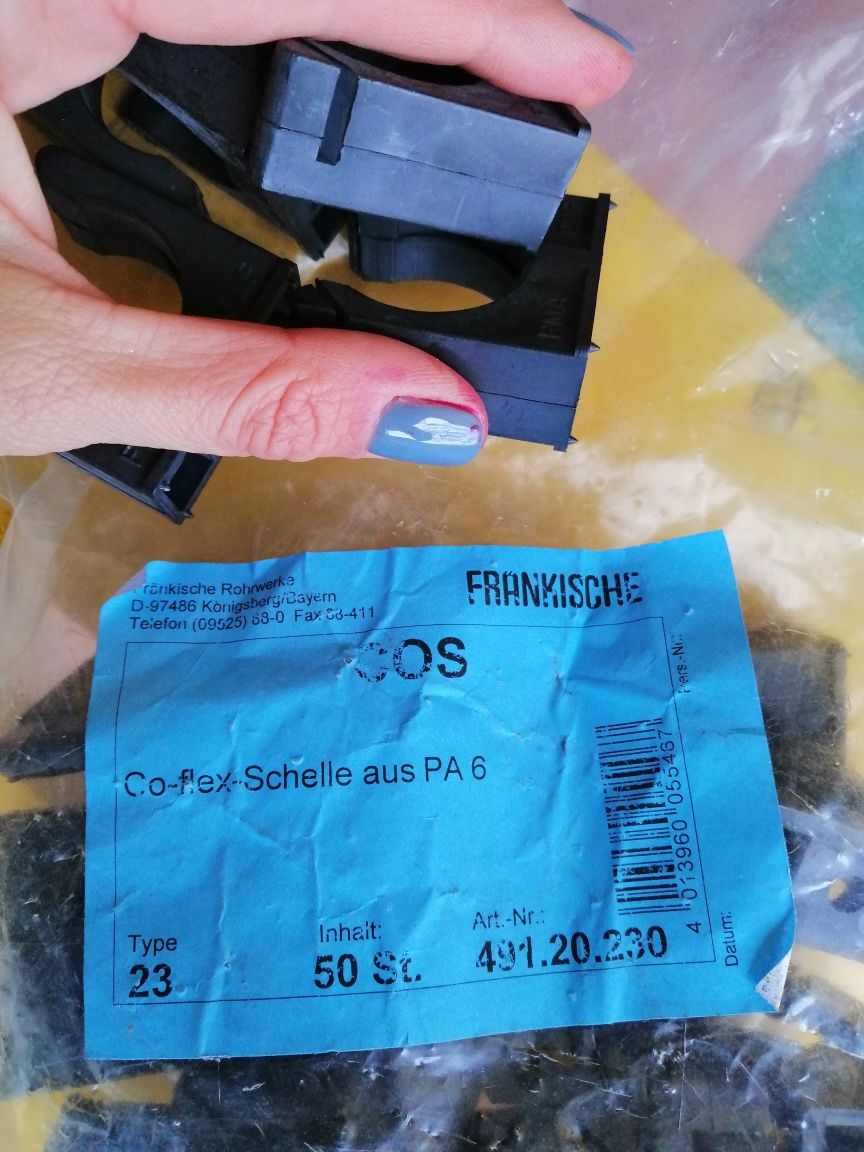 PMA
Fränkische Rohrwerke
FRÄNKISCHE
D-97486 Königsberg/Bayern
Telefon (09525) 88-0 Fax 88-411
COS
Pers.-Nr.:
Co-flex-Schelle aus PA 6
4 013960 055467
Type
Inhalt:
Art.-Nr.:
23
50 St.
491.20.230
Datum: